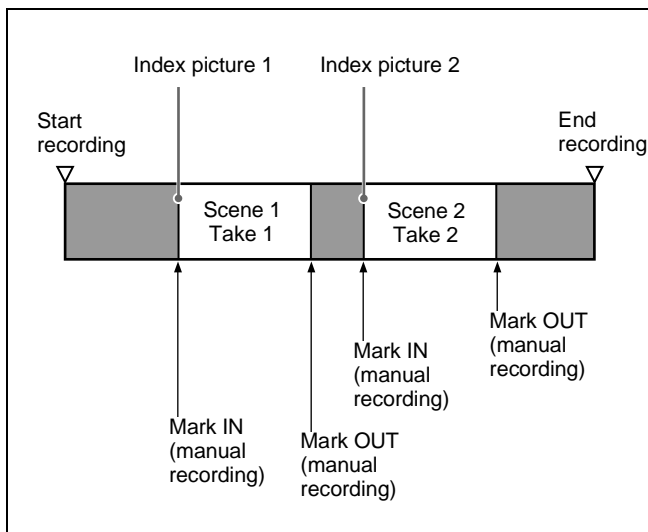 Index picture 1
Index picture 2
Start
recording
End
recording
Scene 1
Take 1
Scene 2
Take 2
Mark IN
(manual
recording)
Mark OUT
(manual
recording)
Mark IN
(manual
recording)
Mark OUT
(manual
recording)